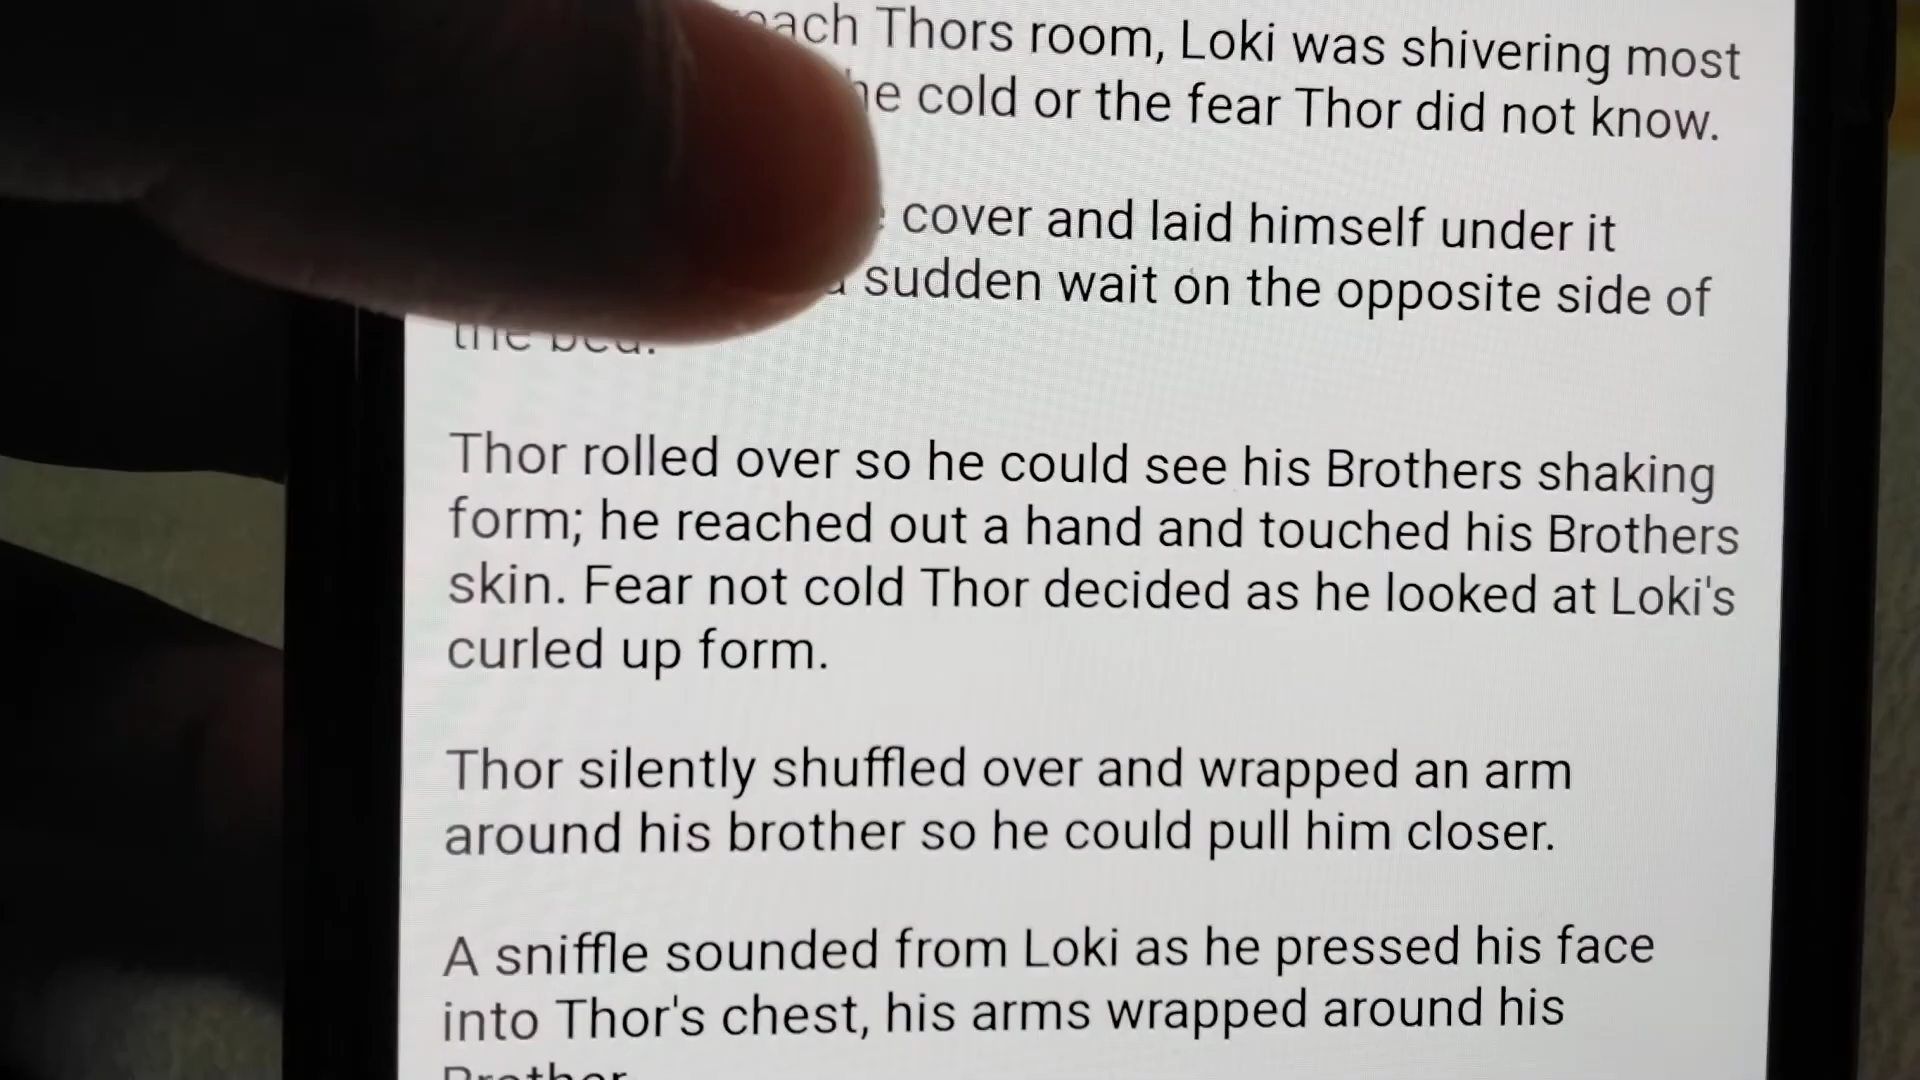 Thors room, Loki was shivering most
cold or the fear Thor did not know.
cover and laid himself under it
sudden wait on the opposite side of
the bed.
Thor rolled over so he could see his Brothers shaking
form; he reached out a hand and touched his Brothers
skin. Fear not cold Thor decided as he looked at Loki's
curled up form.
Thor silently shuffled over and wrapped an arm
around his brother so he could pull him closer.
A sniffle sounded from Loki as he pressed his face
into Thor's chest, his arms wrapped around his